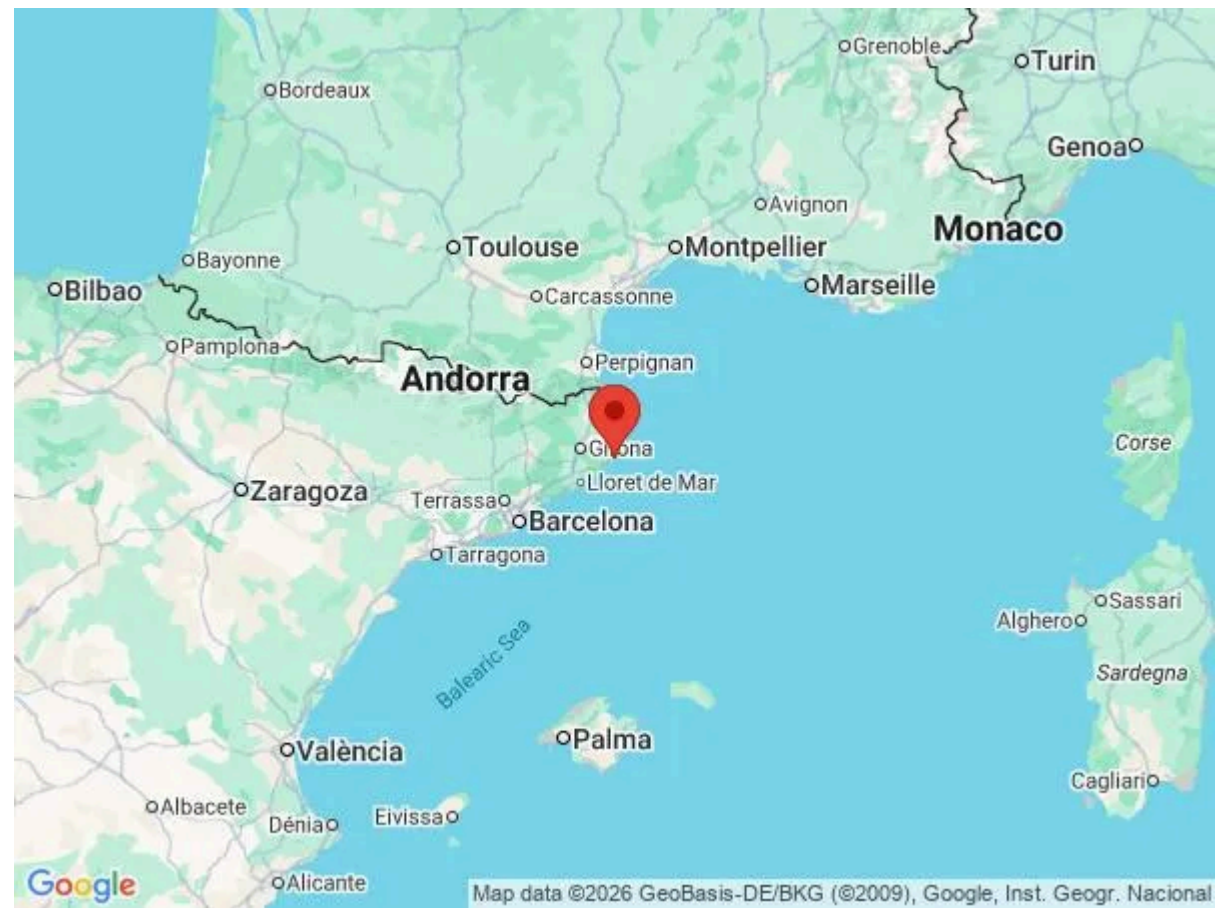 Grenoble
Turin
Bordeaux
Genoa
Avignon
Monaco
Toulouse
Montpellier
Bayonne
Marseille
Bilbao
Carcassonne
Pamplona
Perpignan
Andorra
Corse
Girona
Lloret de Mar
Zaragoza
Terrassa
Barcelona
Tarragona
Sassari
Alghero
Balearic Sea
Sardegna
Palma
València
Cagliari
Albacete
Eivissa
Dénia
Alicante
Google
Map data ©2026 GeoBasis-DE/BKG (©2009), Google, Inst. Geogr. Nacional